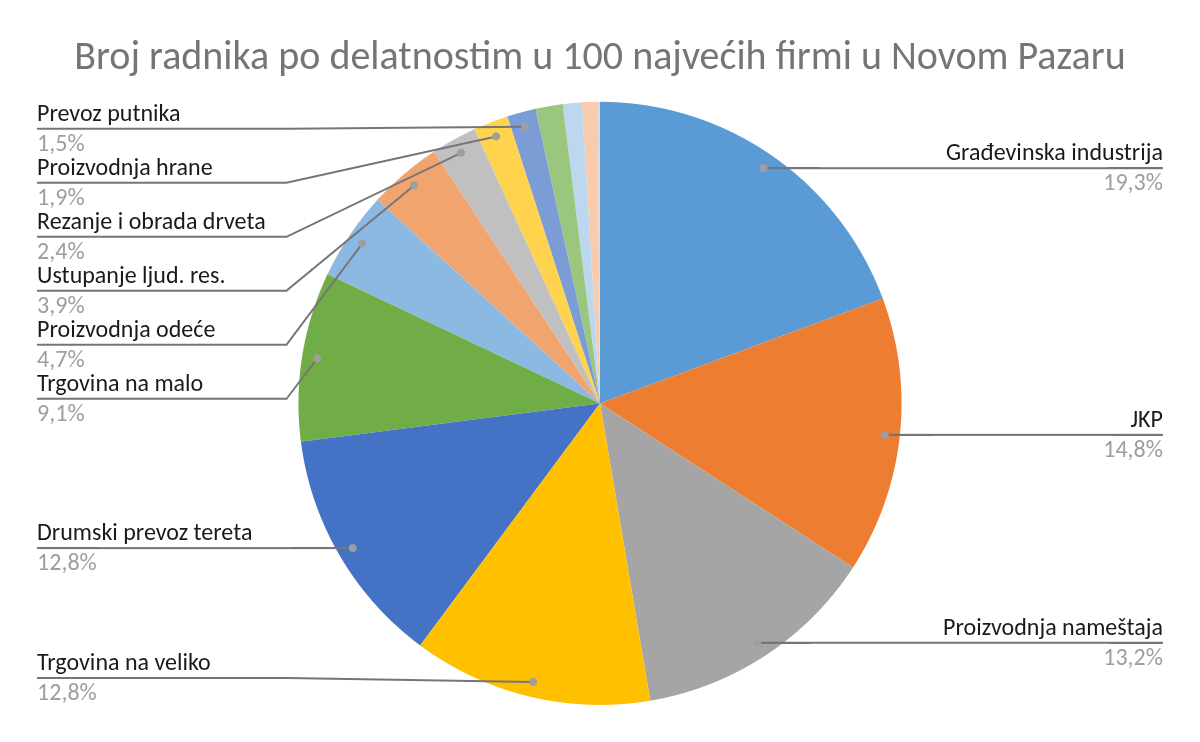 Broj radnika po delatnostim u 100 najvećih firmi u Novom Pazaru
Prevoz putnika
1,5%
Proizvodnja hrane
1,9%
Rezanje i obrada drveta
2,4%
Ustupanje ljud. res.
3,9%
Proizvodnja odeće
4,7%
Trgovina na malo
9,1%
Drumski prevoz tereta
12,8%
Trgovina na veliko
12,8%
Građevinska industrija
19,3%
JKP
14,8%
Proizvodnja nameštaja
13,2%